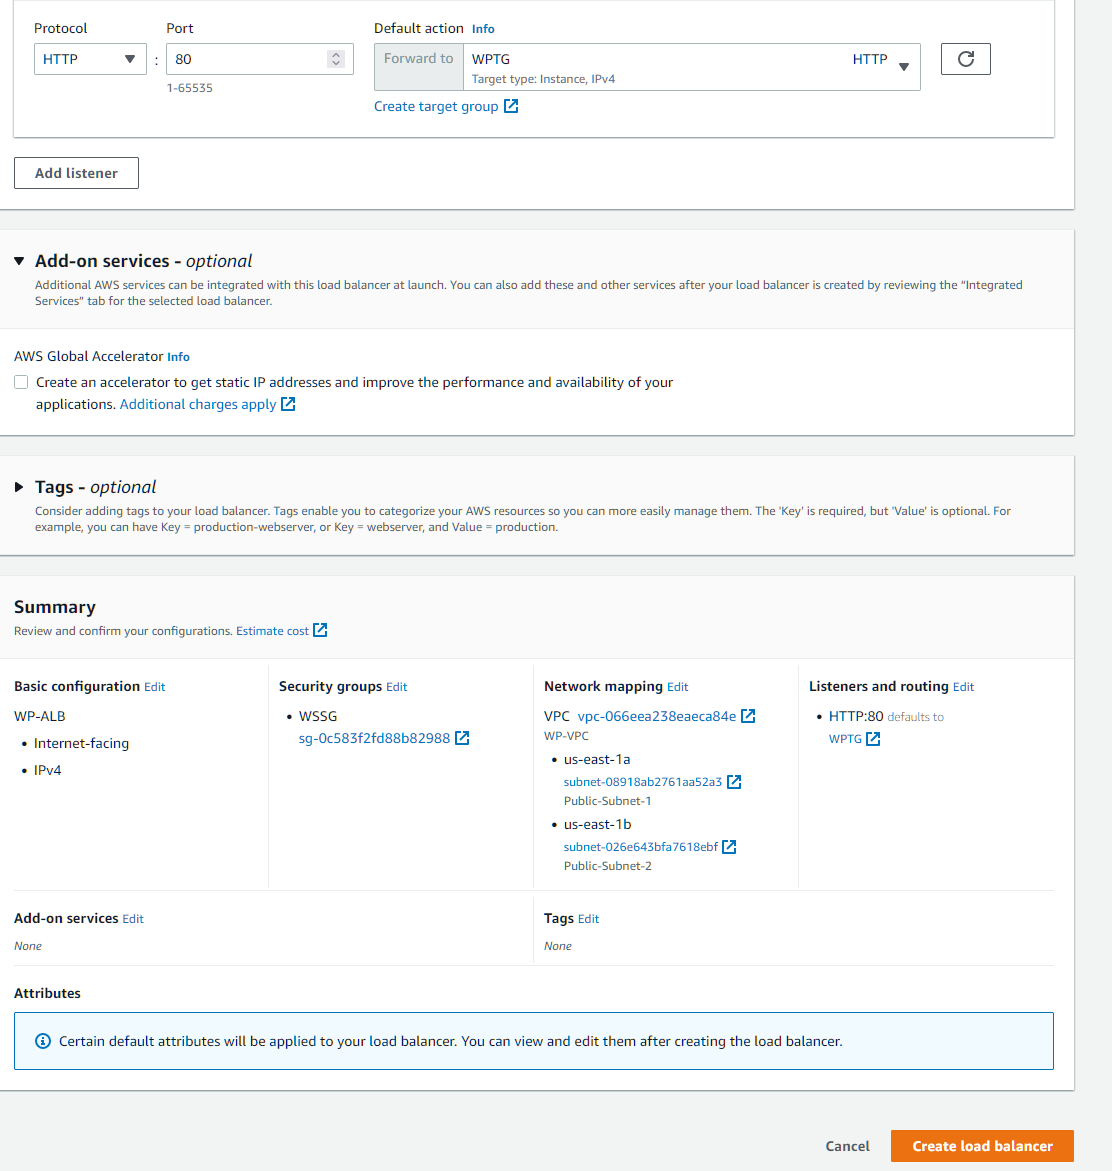 Protocol
Port
Default action Info
HTTP
:
80
Forward to
WPTG
HTTP
Target type: Instance, IPv4
1-65535
Create target group
Add listener
Add-on services - optional
Additional AWS services can be integrated with this load balancer at launch. You can also add these and other services after your load balancer is created by reviewing the “Integrated
Services” tab for the selected load balancer.
AWS Global Accelerator Info
Create an accelerator to get static IP addresses and improve the performance and availability of your
applications. Additional charges apply
Tags - optional
Consider adding tags to your load balancer. Tags enable you to categorize your AWS resources so you can more easily manage them. The 'Key' is required, but 'Value' is optional. For
example, you can have Key = production-webserver, or Key = webserver, and Value = production.
Summary
Review and confirm your configurations. Estimate cost
Basic configuration Edit
WP-ALB
• Internet-facing
• IPv4
Security groups Edit
• WSSG
sg-0c583f2fd88b82988
Network mapping Edit
VPC vpc-066eea238eaeca84e
WP-VPC
• us-east-1a
subnet-08918ab2761aa52a3
Public-Subnet-1
• us-east-1b
subnet-026e643bfa7618ebf
Public-Subnet-2
Listeners and routing Edit
• HTTP:80 defaults to
WPTG
Add-on services Edit
None
Tags Edit
None
Attributes
Certain default attributes will be applied to your load balancer. You can view and edit them after creating the load balancer.
Cancel
Create load balancer